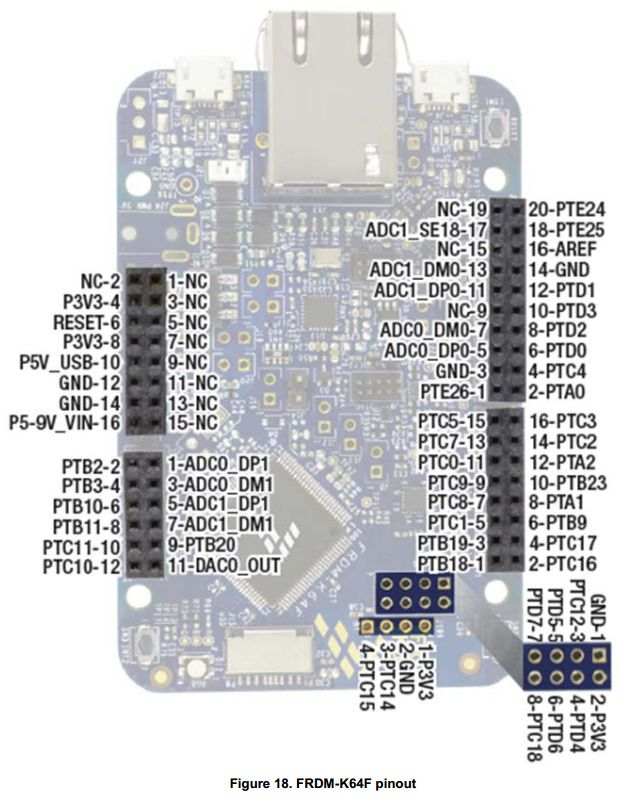 NC-19 20-PTE24
ADC1_SE18-17 18-PTE25
NC-15 16-AREF
ADC1_DM0-13 14-GND
ADC1_DP0-11 12-PTD1
NC-9 10-PTD3
ADC0_DM0-7 8-PTD2
ADC0_DP0-5 6-PTD0
GND-3 4-PTC4
PTE26-1 2-PTA0
NC-2 1-NC
P3V3-4 3-NC
RESET-6 5-NC
P3V3-8 7-NC
P5V_USB-10 9-NC
GND-12 11-NC
GND-14 13-NC
P5-9V_VIN-16 15-NC
PTC5-15 16-PTC3
PTC7-13 14-PTC2
PTC0-11 12-PTA2
PTC9-9 10-PTB23
PTC8-7 8-PTA1
PTC1-5 6-PTB9
PTB19-3 4-PTC17
PTB18-1 2-PTC16
PTB2-2 1-ADC0_DP1
PTB3-4 3-ADC0_DM1
PTB10-6 5-ADC1_DP1
PTB11-8 7-ADC1_DM1
PTC11-10 9-PTB20
PTC10-12 11-DAC0_OUT
FRDM-K64F
4-PTC15
3-PTC14
2-GND
1-P3V3
PTD7-7
PTD5-5
PTC12-3
GND-1
8-PTC18
6-PTD6
4-PTD4
2-P3V3
Figure 18. FRDM-K64F pinout